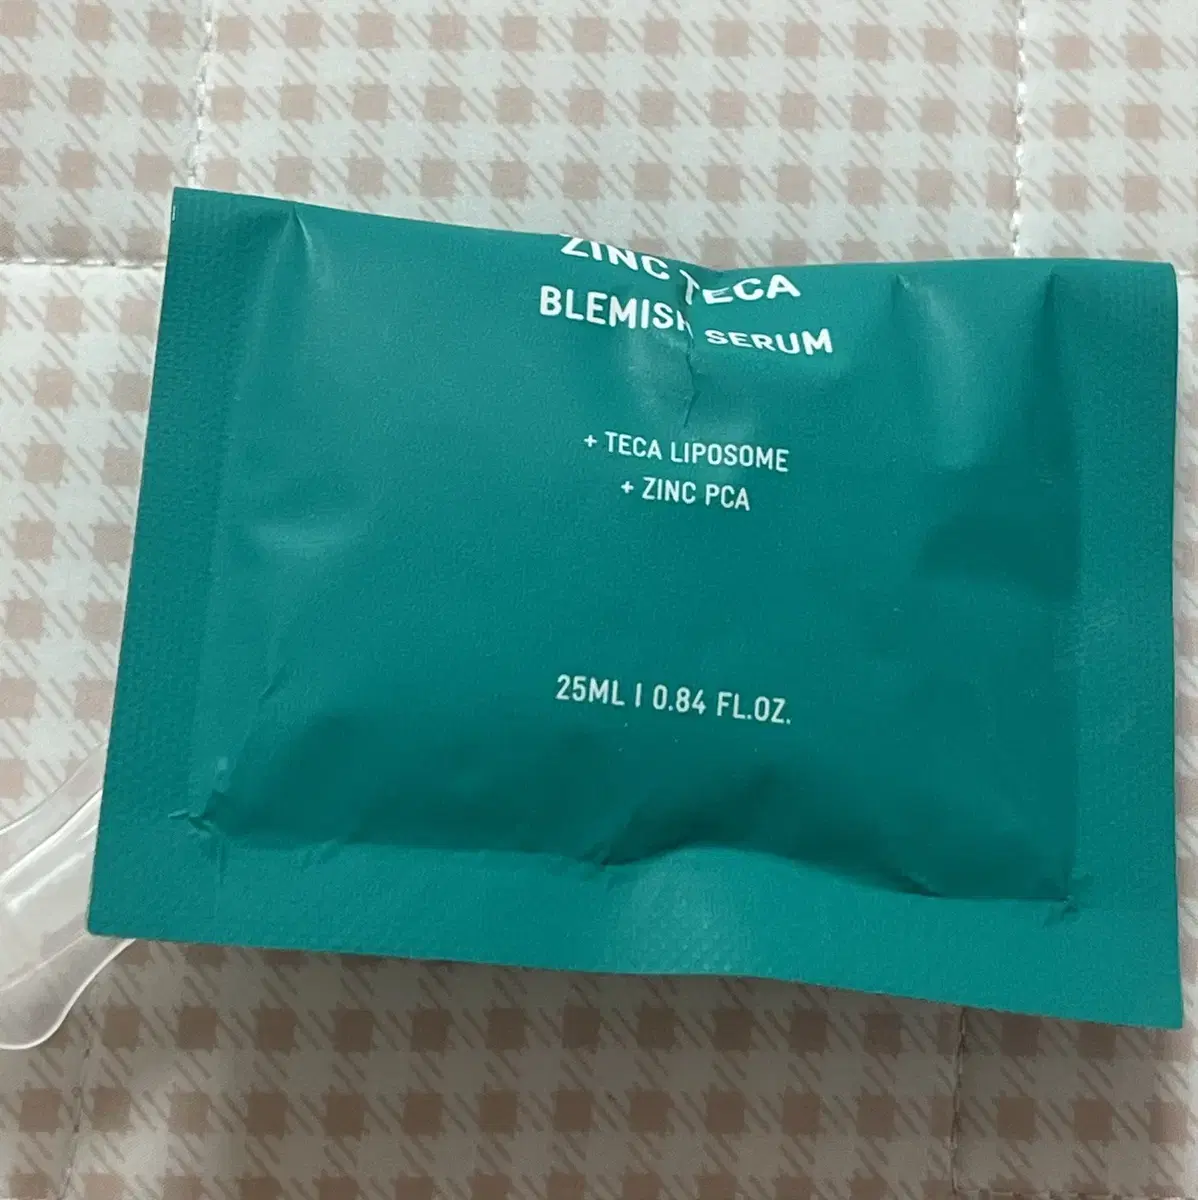 ZINC TECA
BLEMISH SERUM
+ TECA LIPOSOME
+ ZINC PCA
25ML I 0.84 FL.OZ.